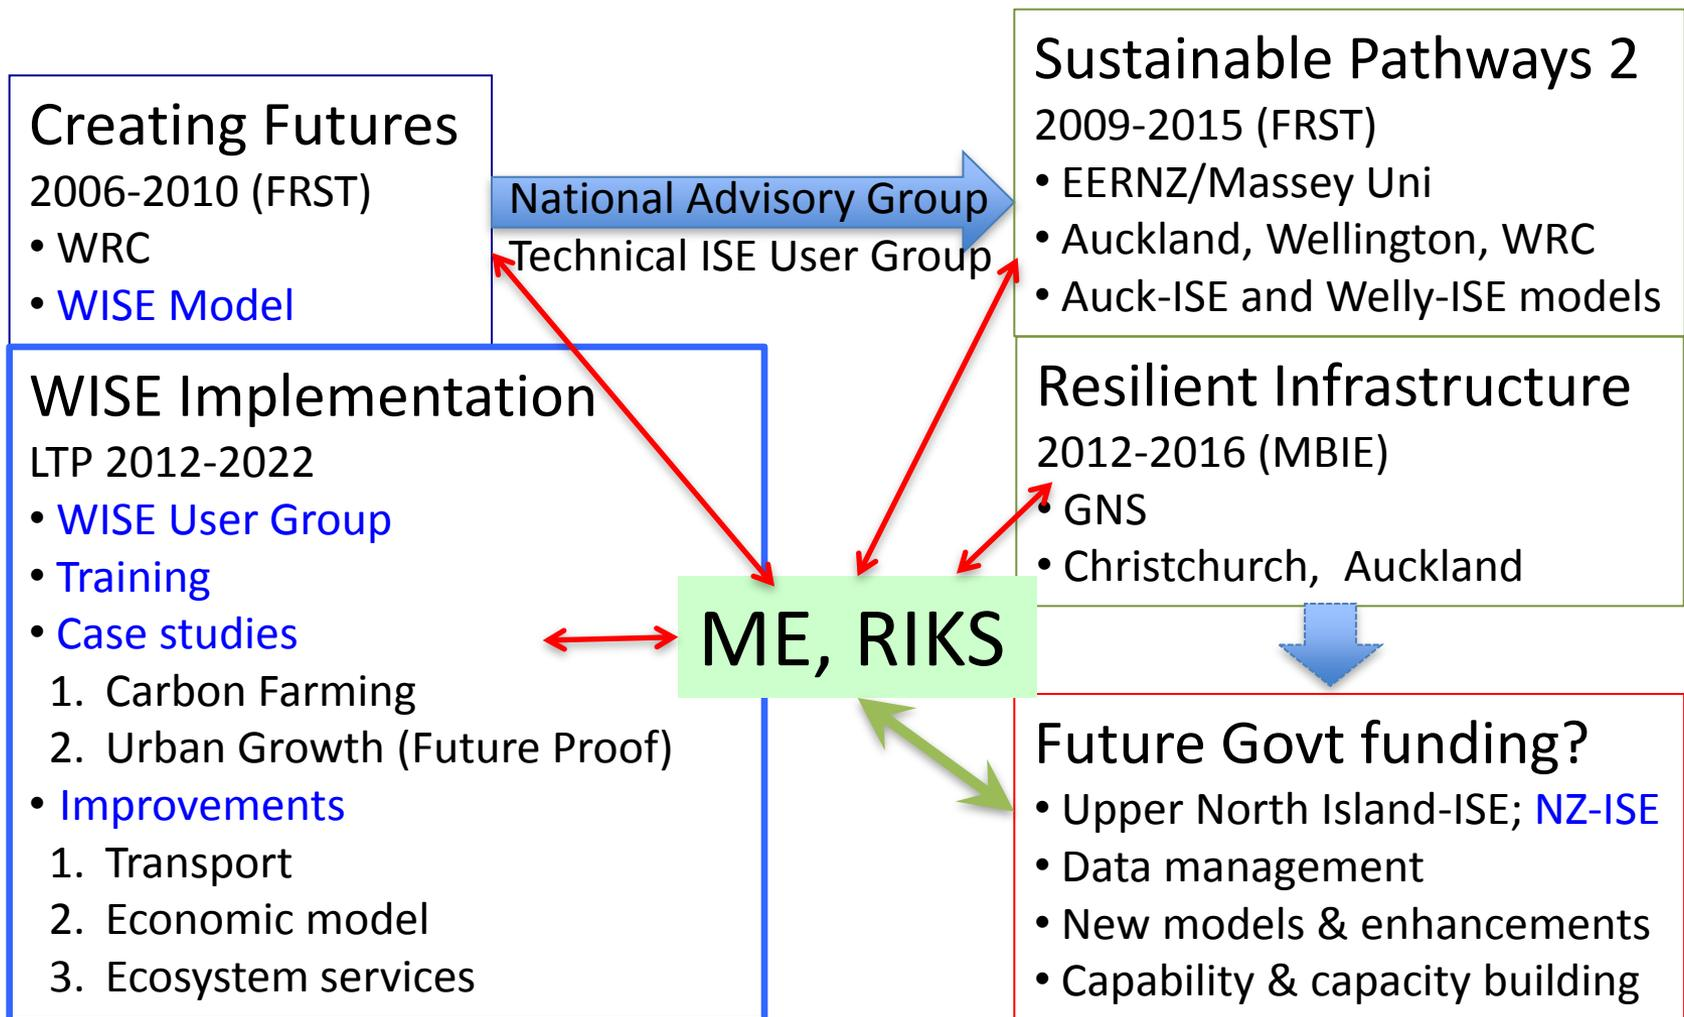 Creating Futures
2006-2010 (FRST)
• WRC
• WISE Model
National Advisory Group
Technical ISE User Group
Sustainable Pathways 2
2009-2015 (FRST)
• EERNZ/Massey Uni
• Auckland, Wellington, WRC
• Auck-ISE and Welly-ISE models
WISE Implementation
LTP 2012-2022
• WISE User Group
• Training
• Case studies
1. Carbon Farming
2. Urban Growth (Future Proof)
• Improvements
1. Transport
2. Economic model
3. Ecosystem services
ME, RIKS
Resilient Infrastructure
2012-2016 (MBIE)
• GNS
• Christchurch, Auckland
Future Govt funding?
• Upper North Island-ISE; NZ-ISE
• Data management
• New models & enhancements
• Capability & capacity building